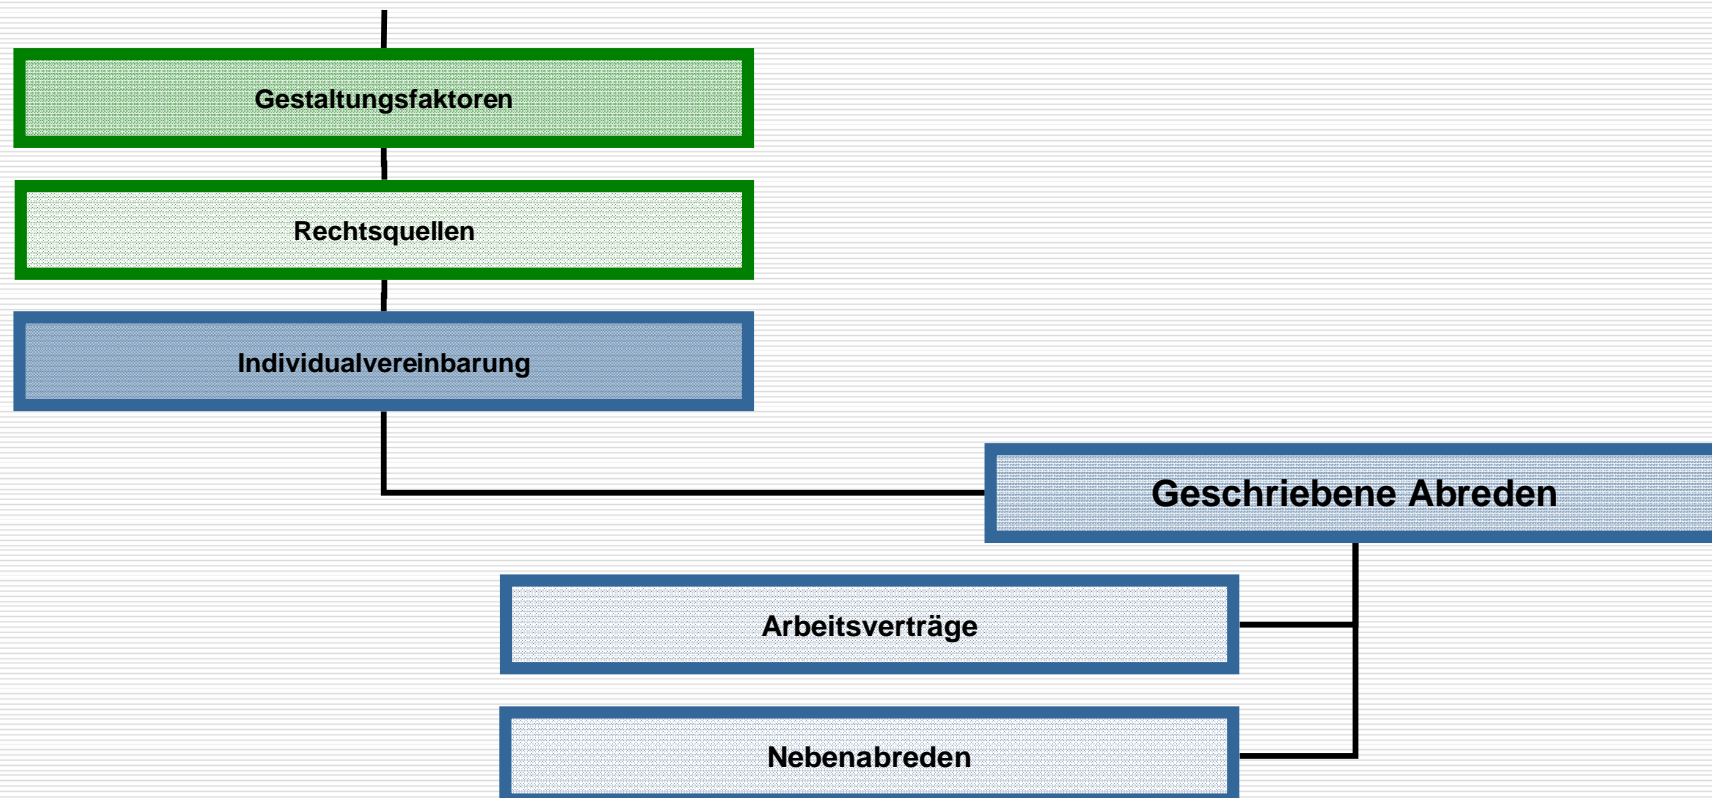 Gestaltungsfaktoren
Rechtsquellen
Individualvereinbarung
Geschriebene Abreden
Arbeitsverträge
Nebenabreden